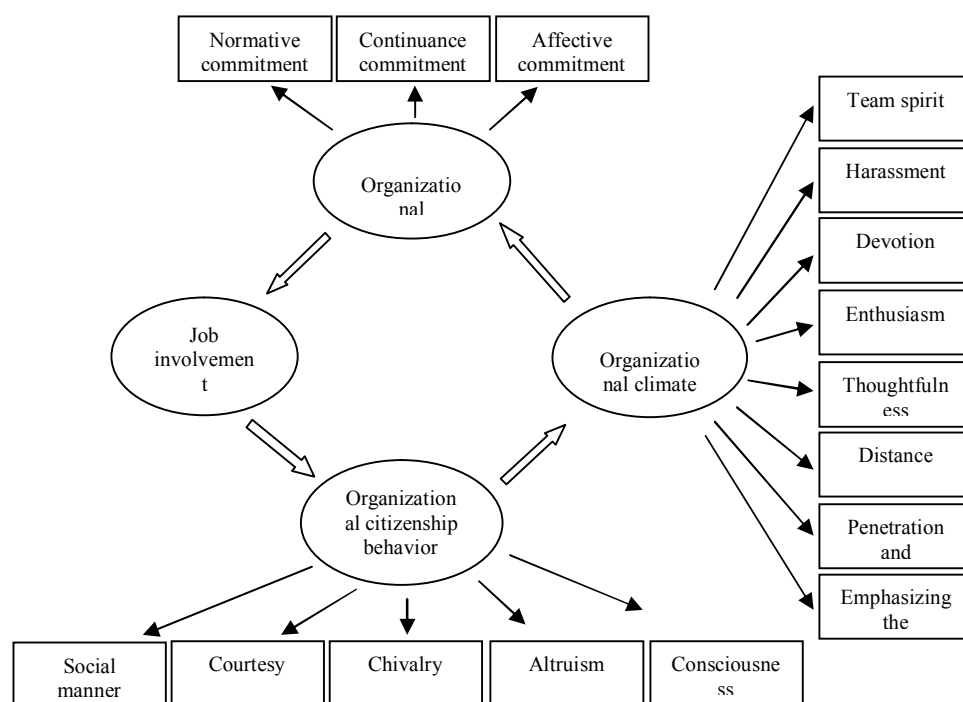 Normative
commitment
Continuance
commitment
Affective
commitment
Team spirit
Harassment
Organizatio
nal
Devotion
Enthusiasm
Job
involvemen
t
Organizatio
nal climate
Thoughtfuln
ess
Distance
Organization
al citizenship
behavior
Penetration
and
Emphasizing
the
Social
manner
Courtesy
Chivalry
Altruism
Consciousne
ss